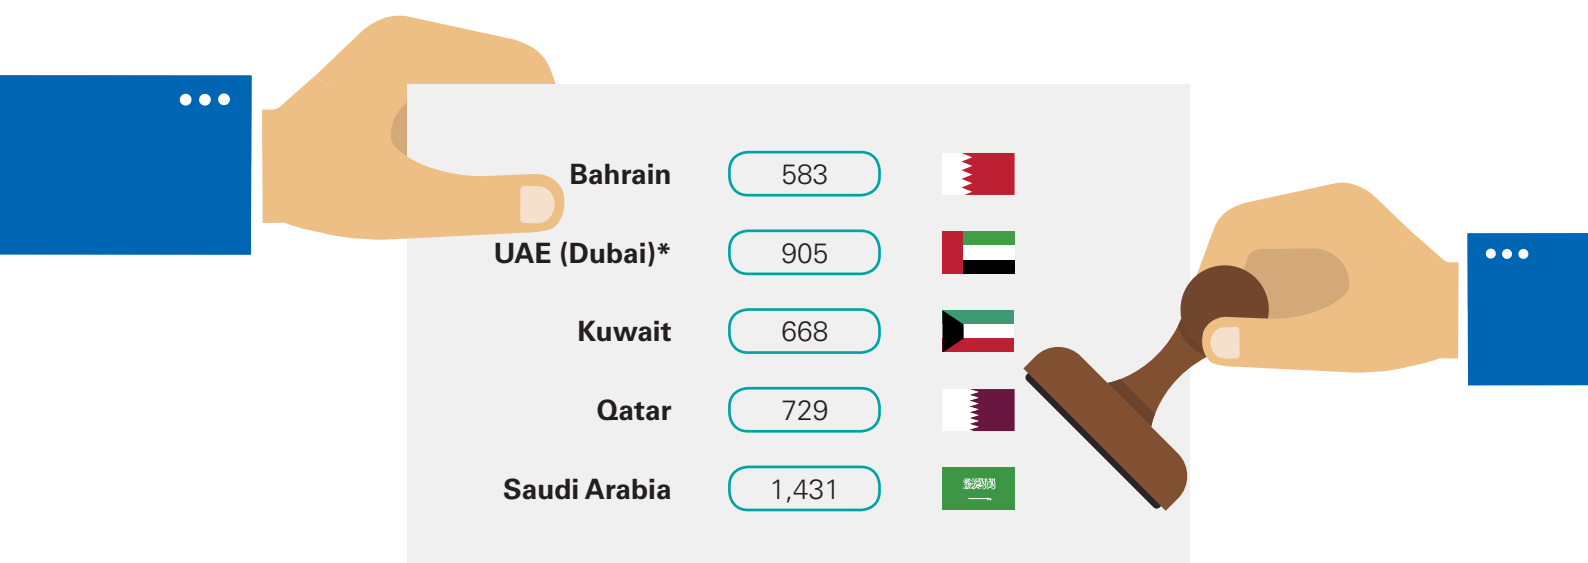 Bahrain 583
UAE (Dubai)* 905
Kuwait 668
Qatar 729
Saudi Arabia 1,431